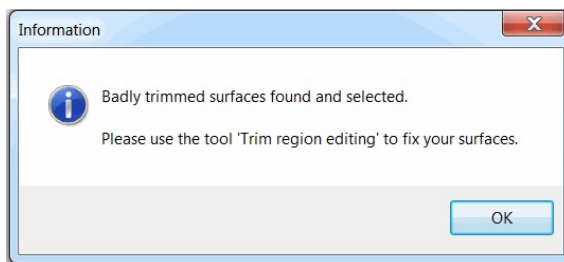 Information
Badly trimmed surfaces found and selected.
Please use the tool 'Trim region editing' to fix your surfaces.
OK